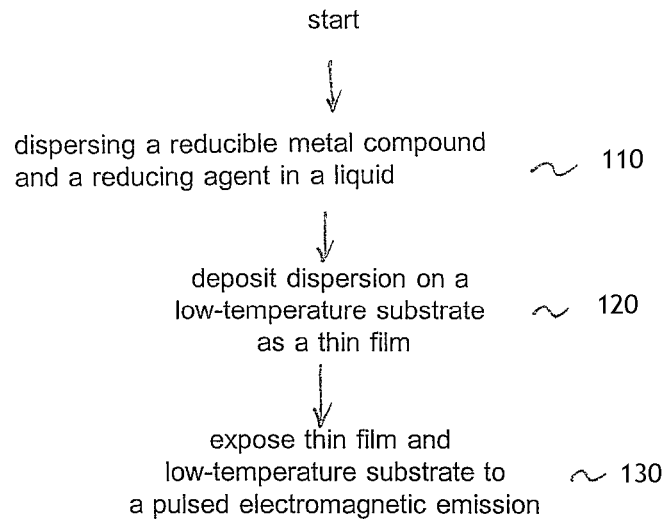 start
dispersing a reducible metal compound
and a reducing agent in a liquid
110
deposit dispersion on a
low-temperature substrate
as a thin film
120
expose thin film and
low-temperature substrate to
a pulsed electromagnetic emission
130